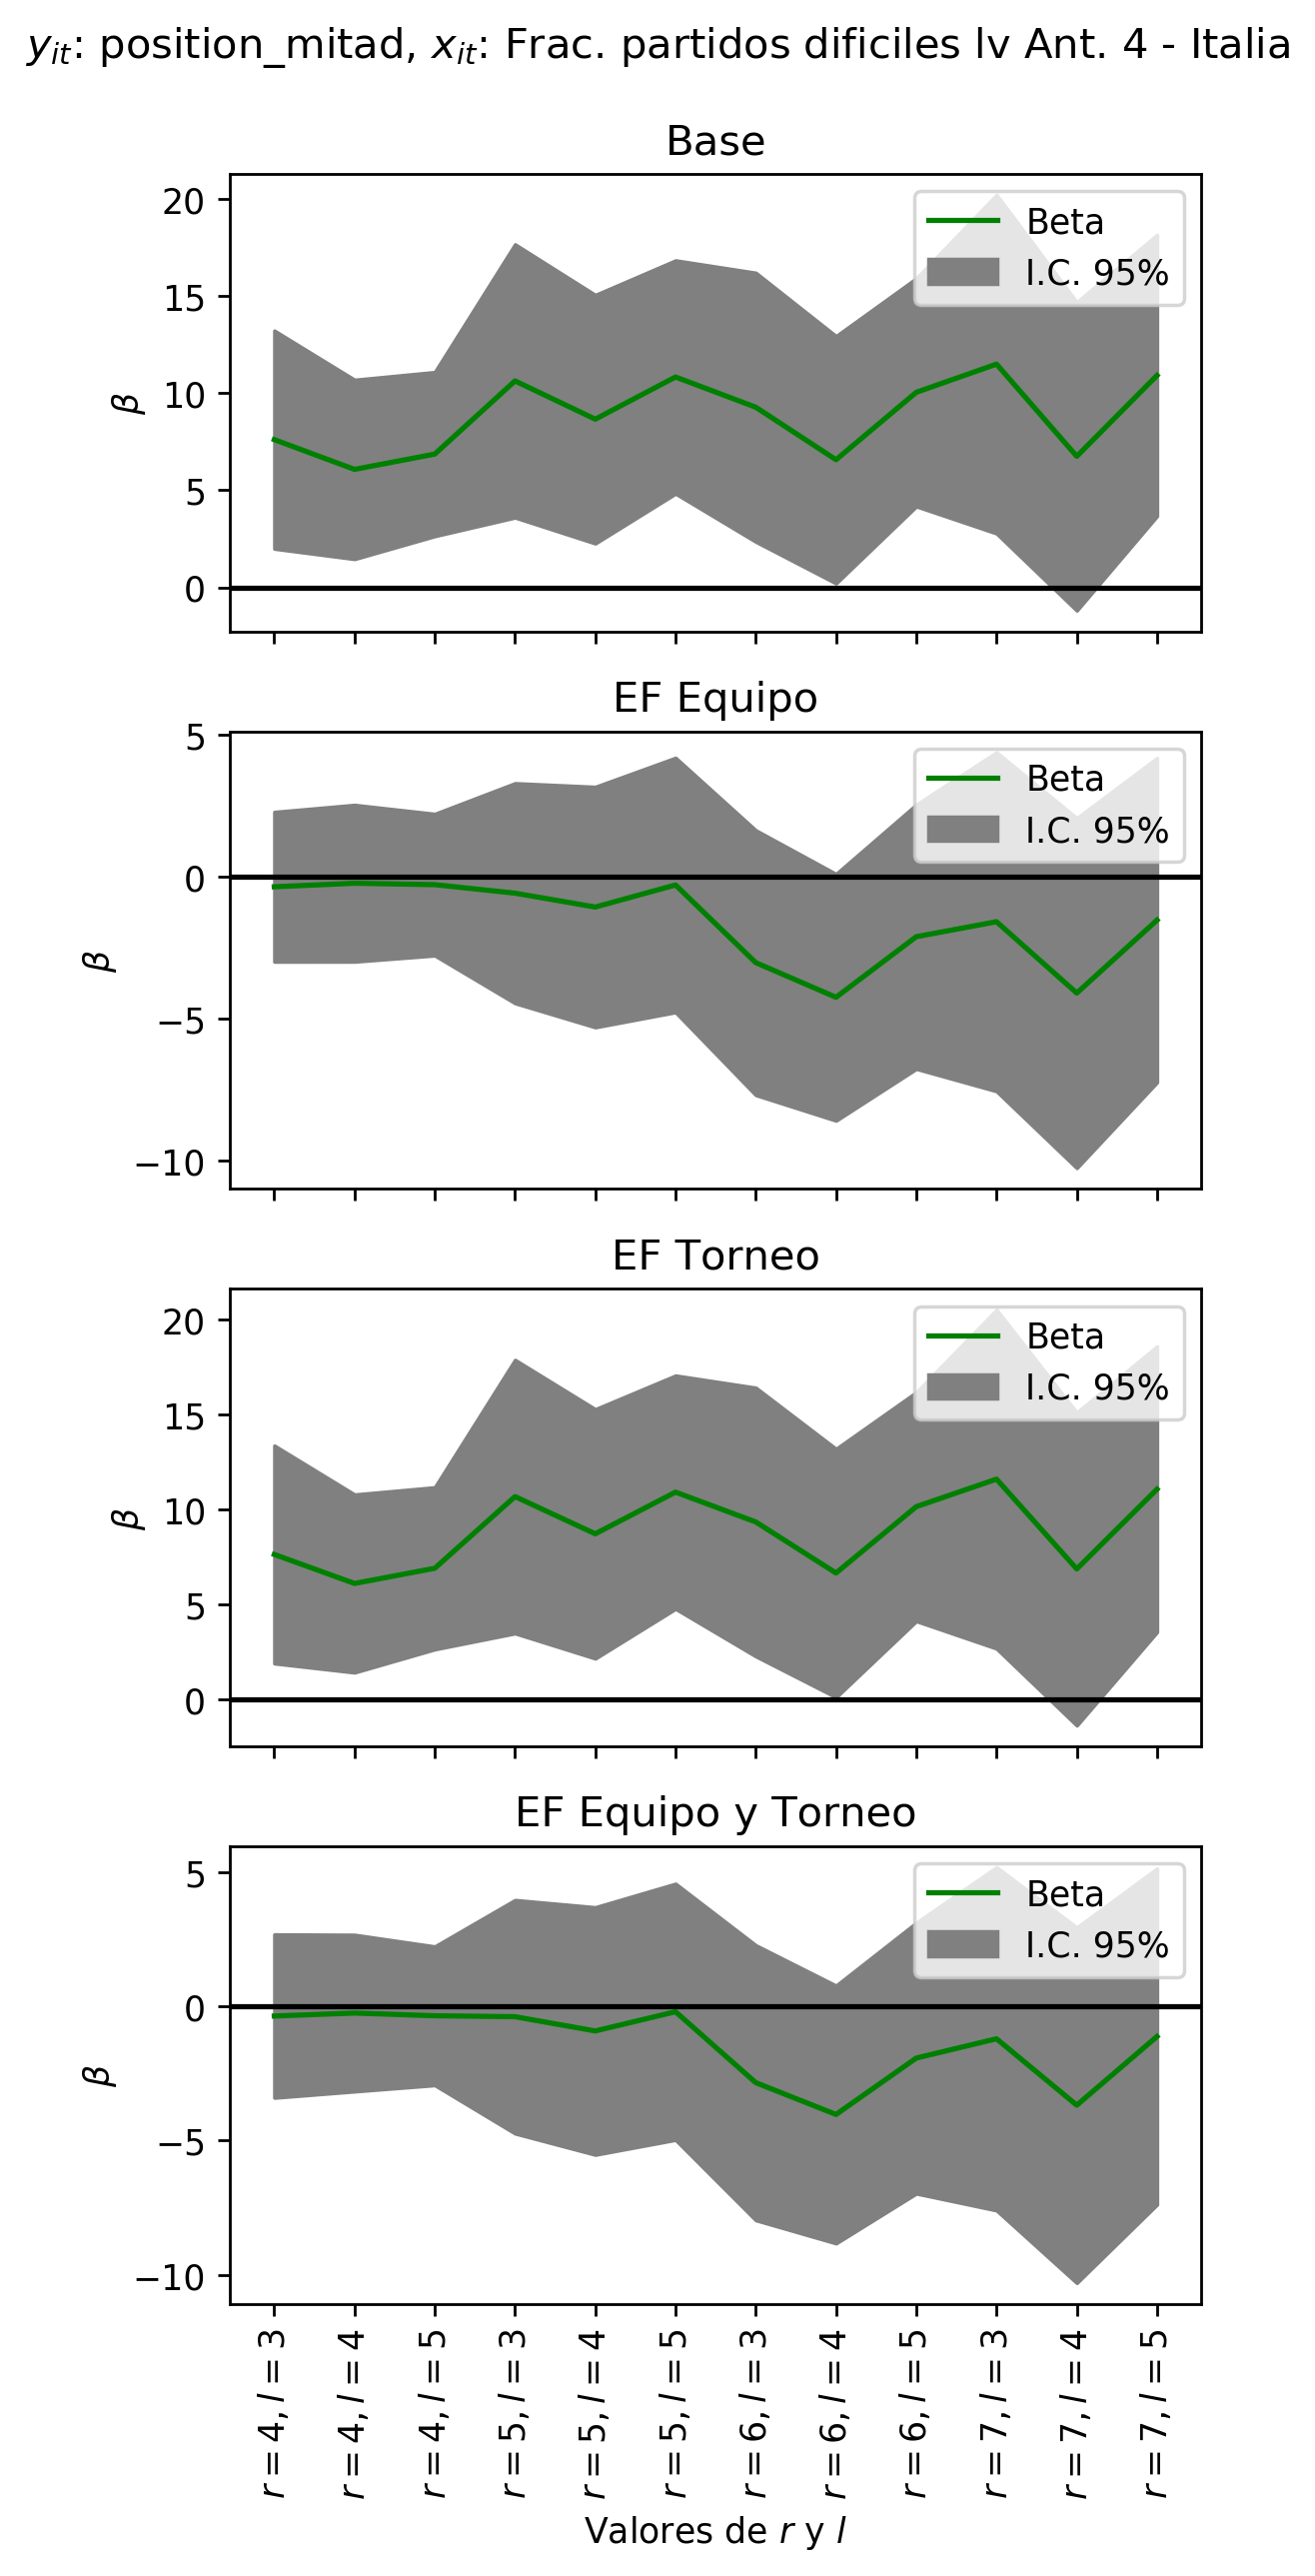 y_it: position_mitad, x_it: Frac. partidos dificiles lv Ant. 4 - Italia
Base
20
15
10
5
0
β
Beta
I.C. 95%
EF Equipo
5
0
−5
−10
β
Beta
I.C. 95%
EF Torneo
20
15
10
5
0
β
Beta
I.C. 95%
EF Equipo y Torneo
5
0
−5
−10
β
Beta
I.C. 95%
r = 4, l = 3
r = 4, l = 4
r = 4, l = 5
r = 5, l = 3
r = 5, l = 4
r = 5, l = 5
r = 6, l = 3
r = 6, l = 4
r = 6, l = 5
r = 7, l = 3
r = 7, l = 4
r = 7, l = 5
Valores de r y l